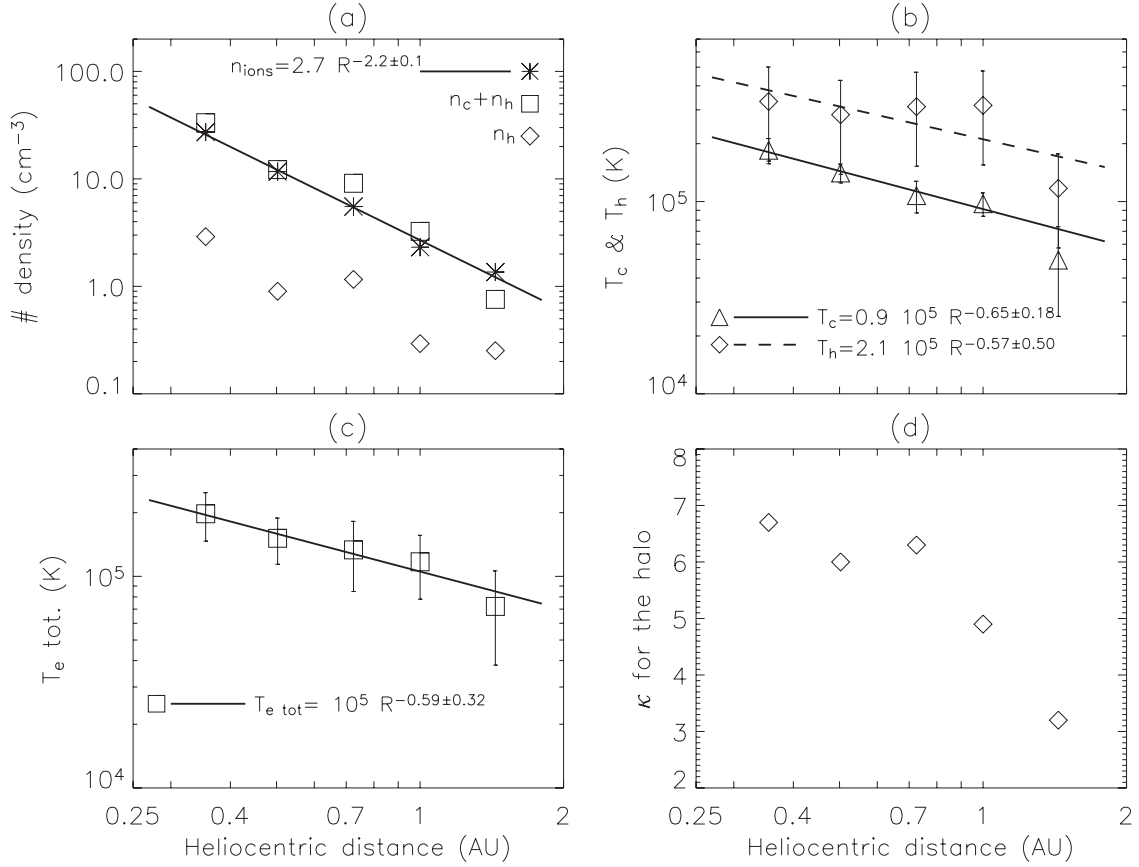 (a)
n_ions=2.7 R^−2.2±0.1
n_c+n_h
n_h
# density (cm^−3)
100.0
10.0
1.0
0.1
(b)
T_c & T_h (K)
10^5
10^4
T_c=0.9 10^5 R^−0.65±0.18
T_h=2.1 10^5 R^−0.57±0.50
(c)
T_e tot. (K)
10^5
10^4
T_e tot= 10^5 R^−0.59±0.32
0.25 0.4 0.7 1 2
Heliocentric distance (AU)
(d)
κ for the halo
8
7
6
5
4
3
2
0.25 0.4 0.7 1 2
Heliocentric distance (AU)